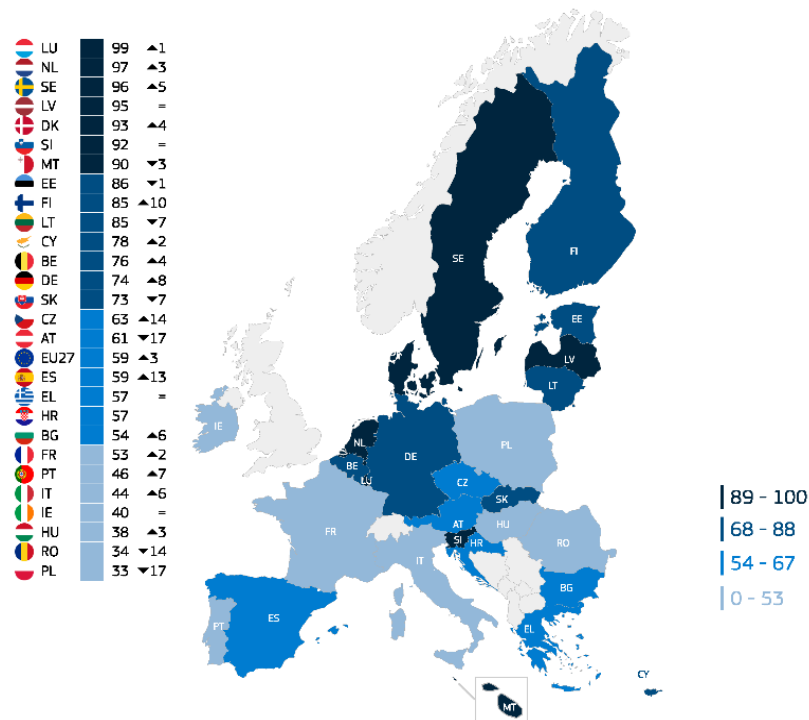 LU 99 ▲1
NL 97 ▲3
SE 96 ▲5
LV 95 =
DK 93 ▲4
SI 92 =
MT 90 ▼3
EE 86 ▼1
FI 85 ▲10
LT 85 ▼7
CY 78 ▲2
BE 76 ▲4
DE 74 ▲8
SK 73 ▼7
CZ 63 ▲14
AT 61 ▼17
EU27 59 ▲3
ES 59 ▲13
EL 57 =
HR 57
BG 54 ▲6
FR 53 ▲2
PT 46 ▲7
IT 44 ▲6
IE 40 =
HU 38 ▲3
RO 34 ▼14
PL 33 ▼17
SE
FI
EE
LV
LT
DK
IE
NL
PL
BE
DE
LU
CZ
SK
AT
HU
FR
SI
HR
RO
IT
BG
ES
PT
EL
CY
MT
89 - 100
68 - 88
54 - 67
0 - 53